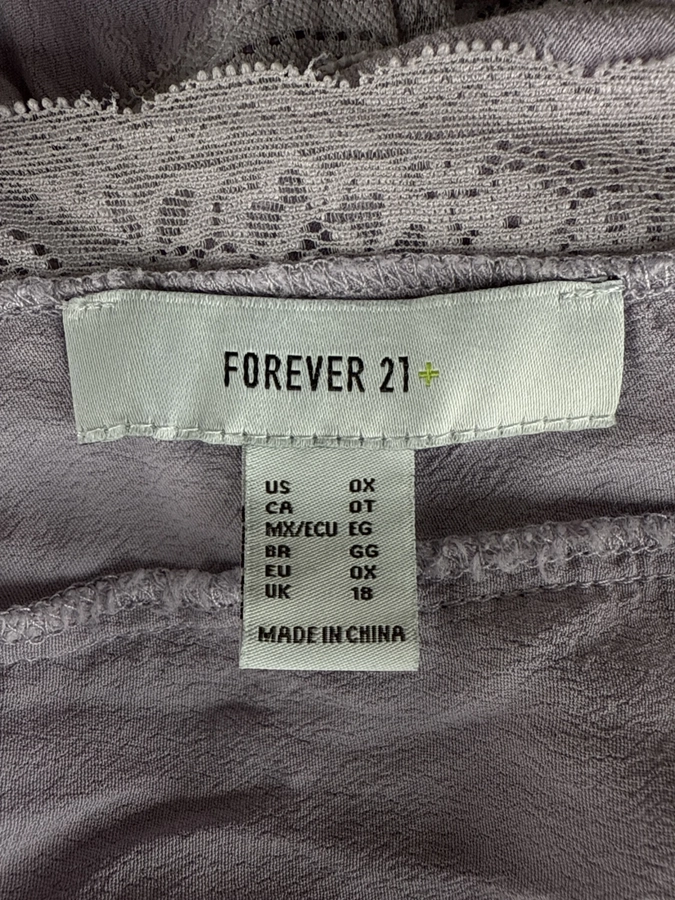 FOREVER 21+
US 0X
CA 0T
MX/ECU EG
BR GG
EU 0X
UK 18
MADE IN CHINA